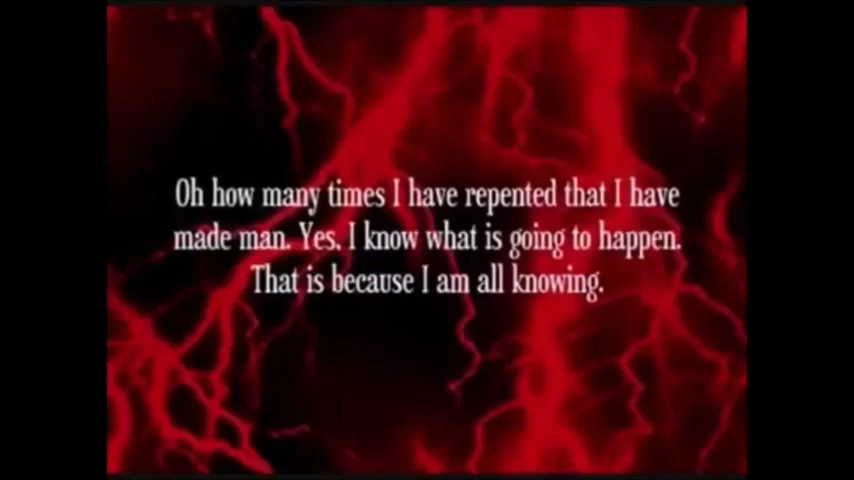 Oh how many times I have repented that I have
made man. Yes, I know what is going to happen.
That is because I am all knowing.